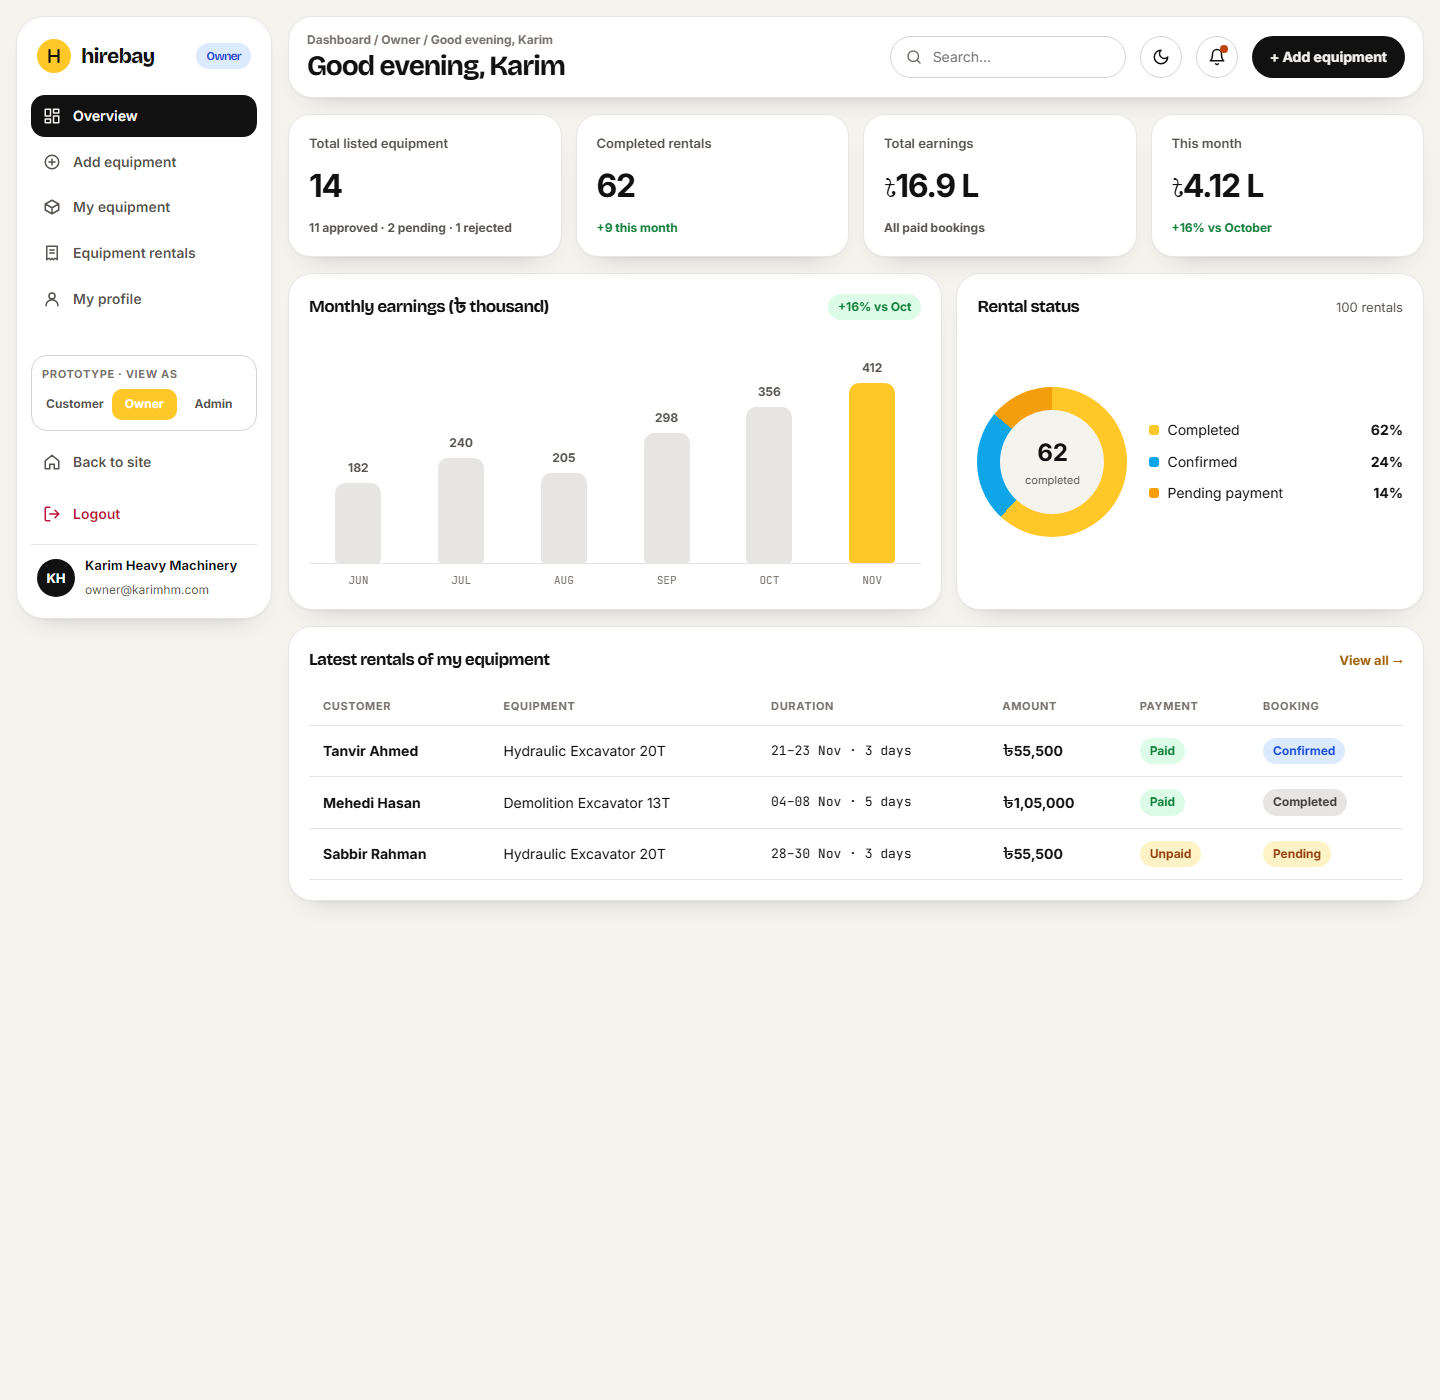 H hirebay Owner
Overview
Add equipment
My equipment
Equipment rentals
My profile
PROTOTYPE · VIEW AS
Customer Owner Admin
Back to site
Logout
KH Karim Heavy Machinery
owner@karimhm.com
Dashboard / Owner / Good evening, Karim
Good evening, Karim
Search...
+ Add equipment
Total listed equipment
14
11 approved · 2 pending · 1 rejected
Completed rentals
62
+9 this month
Total earnings
৳16.9 L
All paid bookings
This month
৳4.12 L
+16% vs October
Monthly earnings (৳ thousand) +16% vs Oct
182 240 205 298 356 412
JUN JUL AUG SEP OCT NOV
Rental status 100 rentals
62
completed
Completed 62%
Confirmed 24%
Pending payment 14%
Latest rentals of my equipment View all →
CUSTOMER EQUIPMENT DURATION AMOUNT PAYMENT BOOKING
Tanvir Ahmed Hydraulic Excavator 20T 21–23 Nov · 3 days ৳55,500 Paid Confirmed
Mehedi Hasan Demolition Excavator 13T 04–08 Nov · 5 days ৳1,05,000 Paid Completed
Sabbir Rahman Hydraulic Excavator 20T 28–30 Nov · 3 days ৳55,500 Unpaid Pending